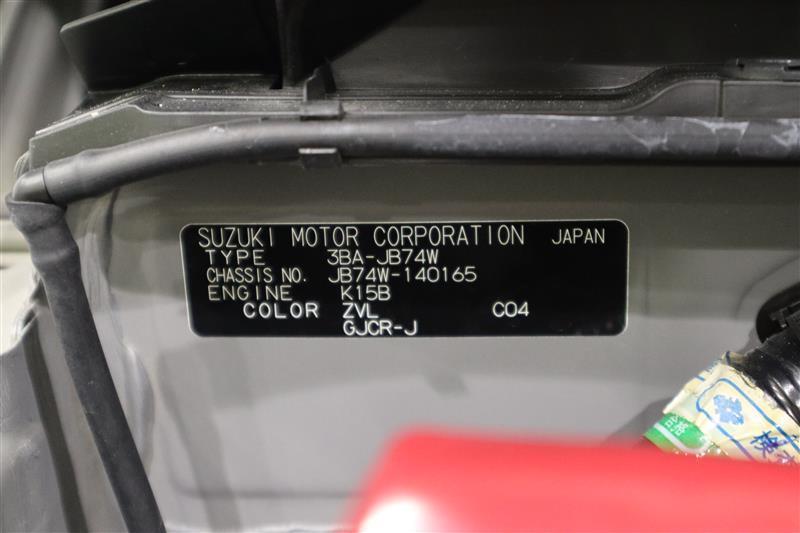 SUZUKI MOTOR CORPORATION JAPAN
TYPE 3BA-JB74W
CHASSIS NO. JB74W-140165
ENGINE K15B
COLOR ZVL C04
GJCR-J